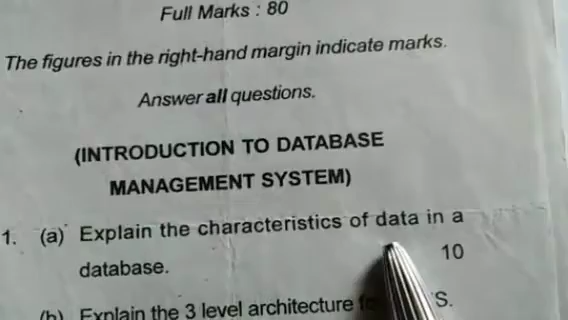 Full Marks : 80
The figures in the right-hand margin indicate marks.
Answer all questions.
(INTRODUCTION TO DATABASE
MANAGEMENT SYSTEM)
1. (a) Explain the characteristics of data in a
database. 10
(b) Explain the 3 level architecture